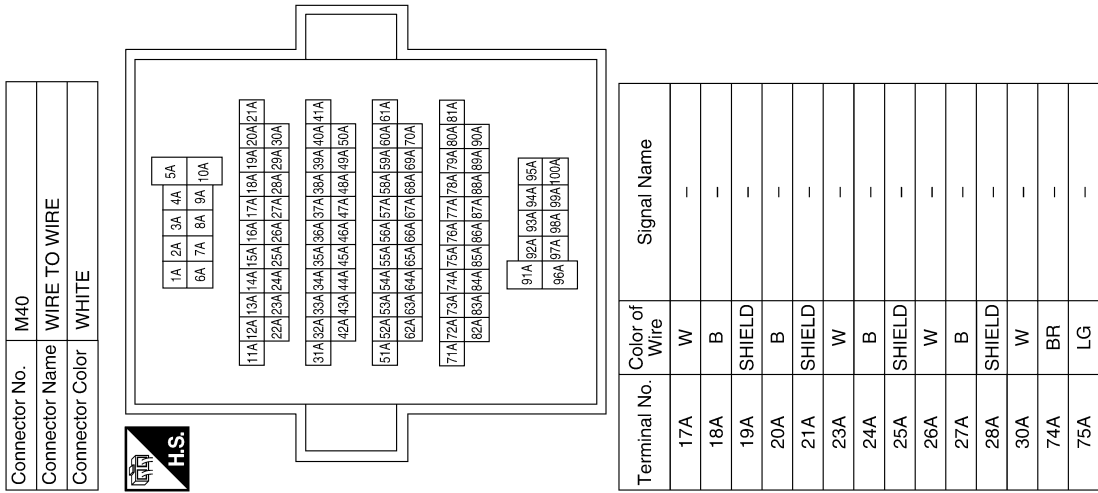 Connector No. M40
Connector Name WIRE TO WIRE
Connector Color WHITE
H.S.
1A 2A 3A 4A 5A
6A 7A 8A 9A 10A
11A 12A 13A 14A 15A 16A 17A 18A 19A 20A 21A
22A 23A 24A 25A 26A 27A 28A 29A 30A
31A 32A 33A 34A 35A 36A 37A 38A 39A 40A 41A
42A 43A 44A 45A 46A 47A 48A 49A 50A
51A 52A 53A 54A 55A 56A 57A 58A 59A 60A 61A
62A 63A 64A 65A 66A 67A 68A 69A 70A
71A 72A 73A 74A 75A 76A 77A 78A 79A 80A 81A
82A 83A 84A 85A 86A 87A 88A 89A 90A
91A 92A 93A 94A 95A
96A 97A 98A 99A 100A
Terminal No. Color of Wire Signal Name
17A W –
18A B –
19A SHIELD –
20A B –
21A SHIELD –
23A W –
24A B –
25A SHIELD –
26A W –
27A B –
28A SHIELD –
30A W –
74A BR –
75A LG –